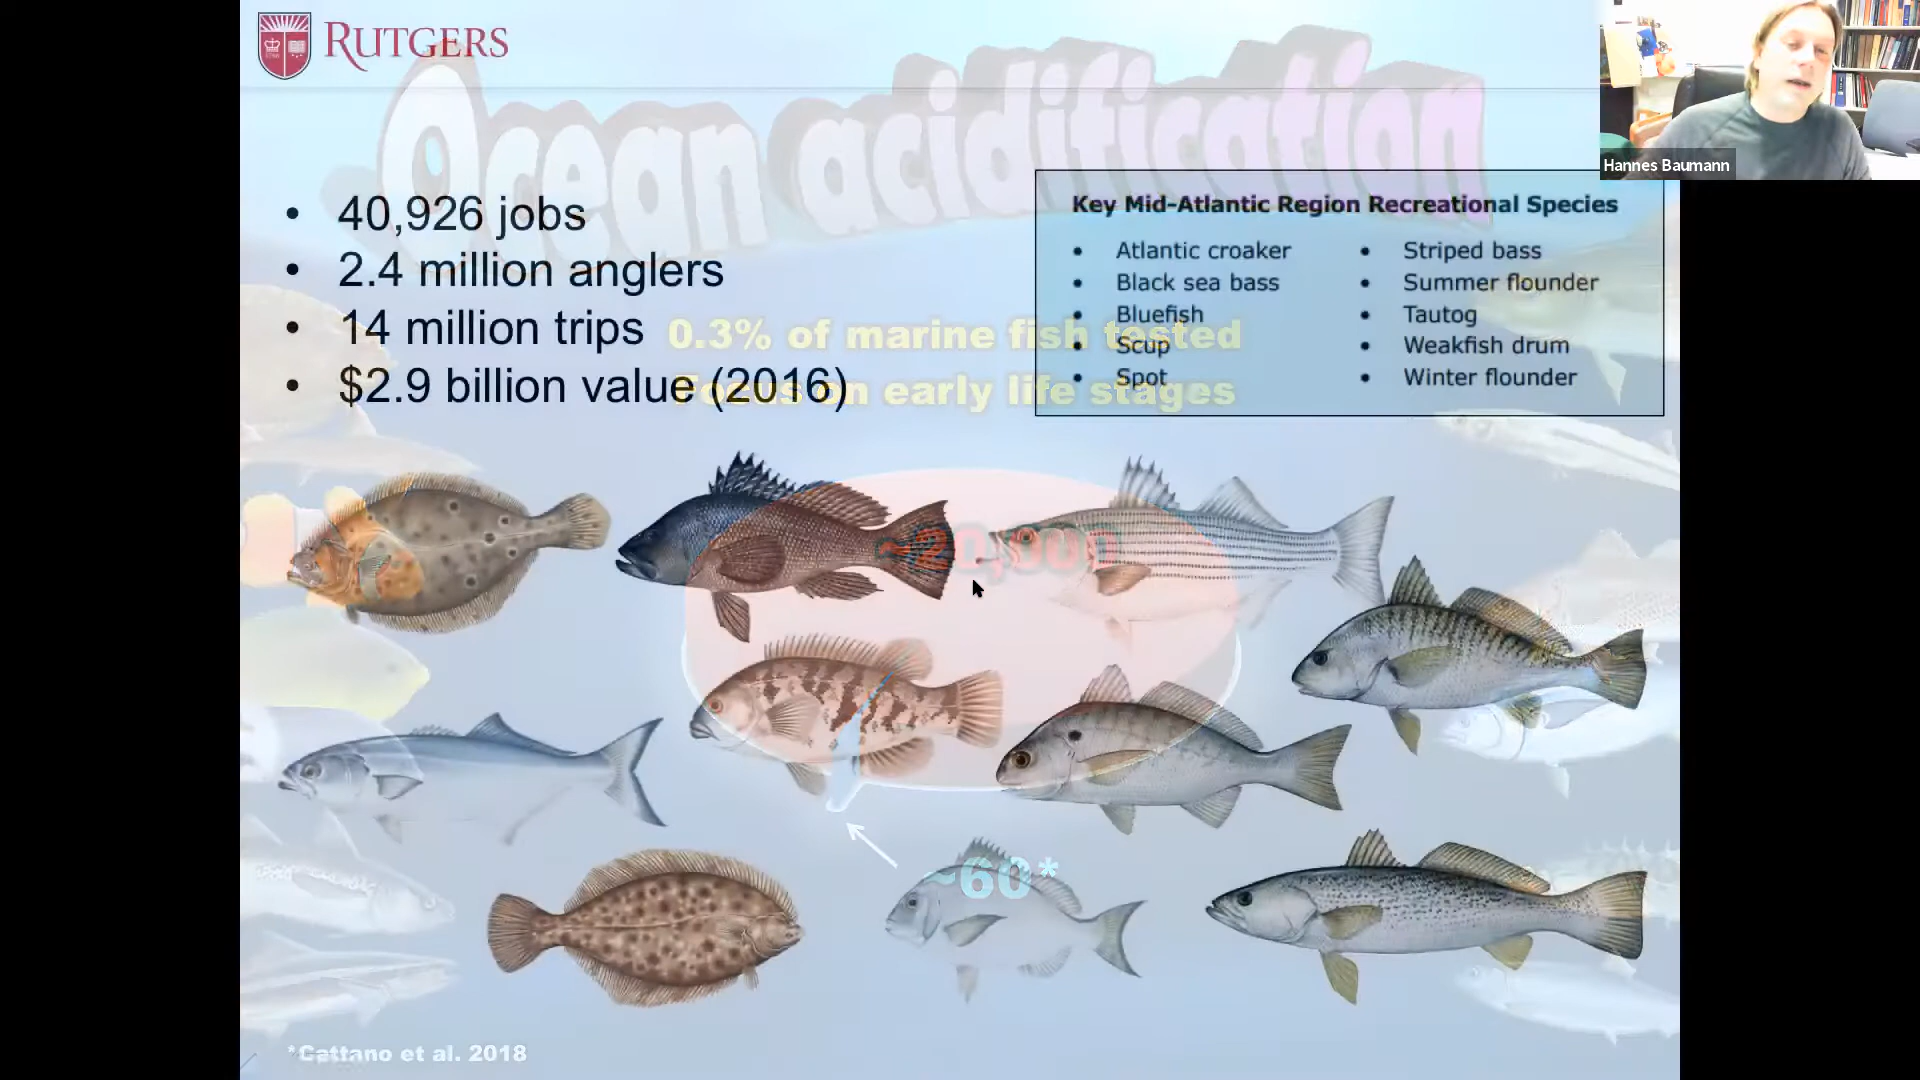 RUTGERS
Ocean acidification
Hannes Baumann
• 40,926 jobs
• 2.4 million anglers
• 14 million trips
• $2.9 billion value (2016)
0.3% of marine fish tested
Focus on early life stages
Key Mid-Atlantic Region Recreational Species
• Atlantic croaker
• Black sea bass
• Bluefish
• Scup
• Spot
• Striped bass
• Summer flounder
• Tautog
• Weakfish drum
• Winter flounder
~20,000
~60*
*Cattano et al. 2018